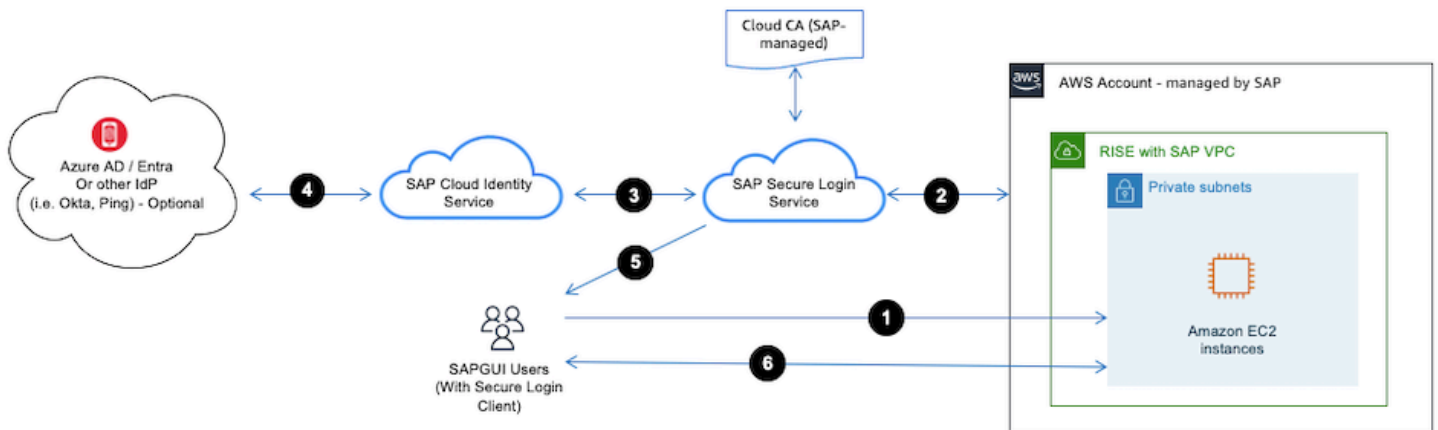 Cloud CA (SAP-
managed)
aws
AWS Account - managed by SAP
Azure AD / Entra
Or other IdP
(i.e. Okta, Ping) - Optional
4
SAP Cloud Identity
Service
3
SAP Secure Login
Service
2
RISE with SAP VPC
Private subnets
5
1
Amazon EC2
instances
6
SAPGUI Users
(With Secure Login
Client)